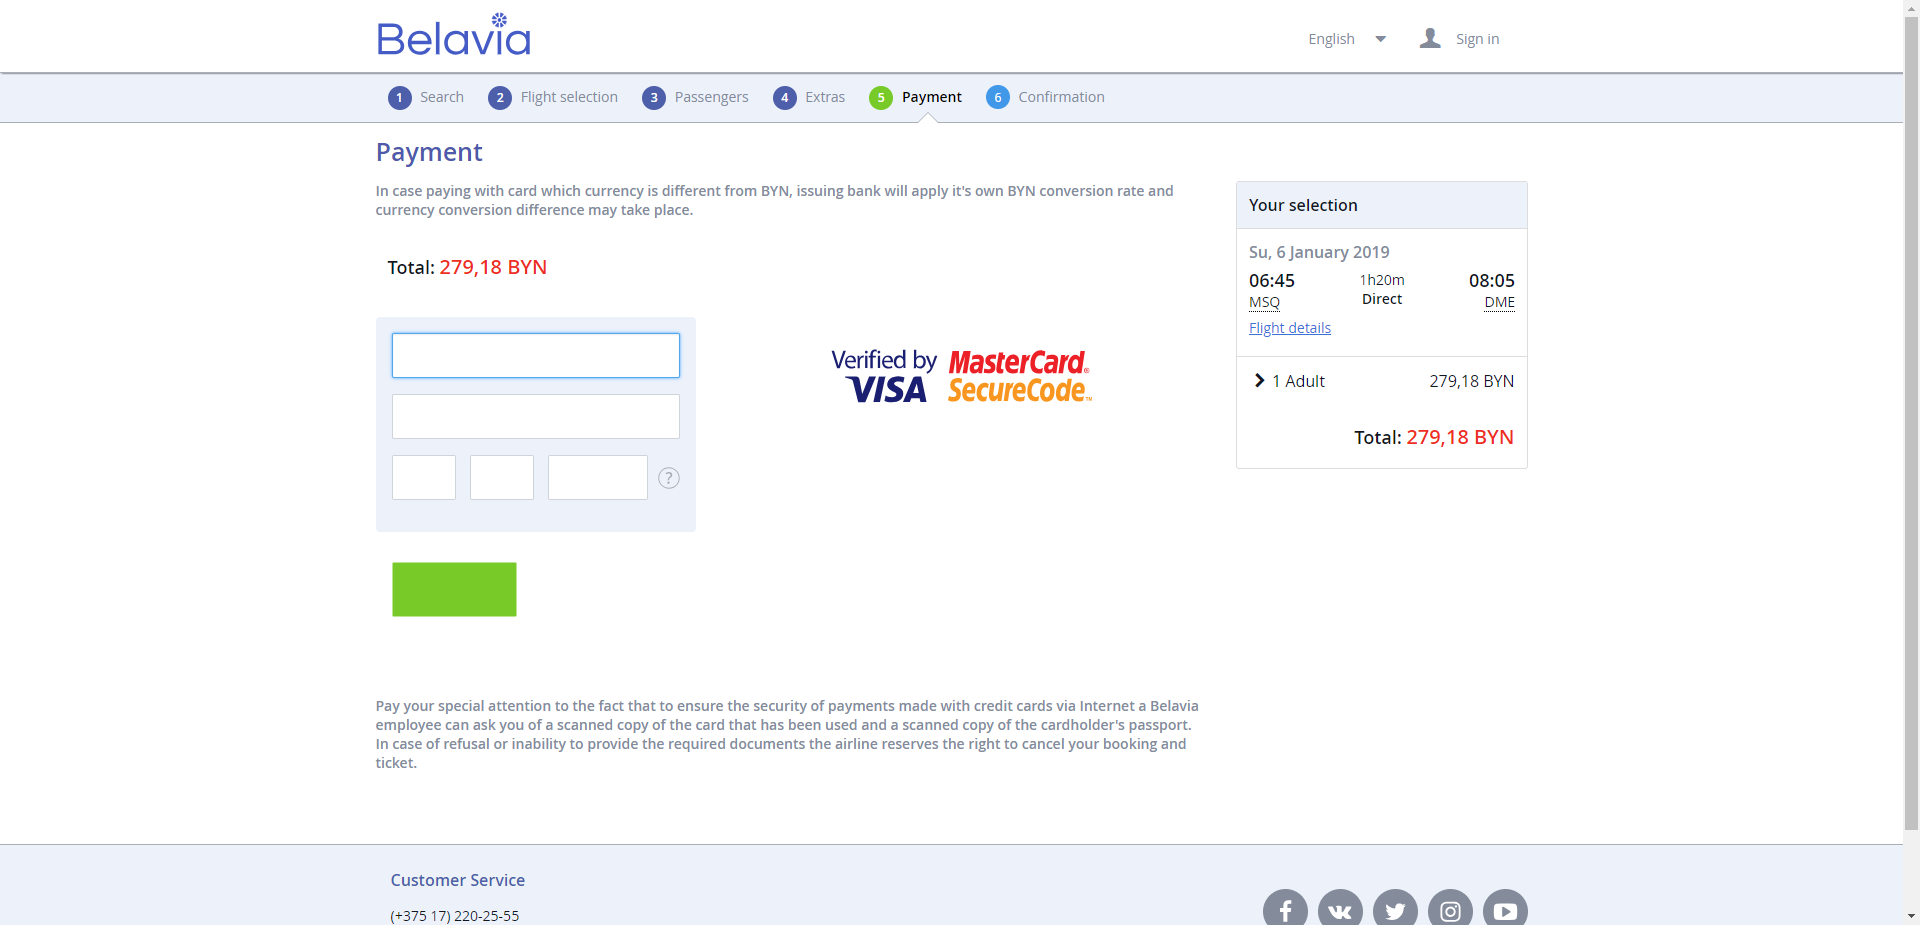 Belavia
English
Sign in
1 Search 2 Flight selection 3 Passengers 4 Extras 5 Payment 6 Confirmation
Payment
In case paying with card which currency is different from BYN, issuing bank will apply it's own BYN conversion rate and
currency conversion difference may take place.
Total: 279,18 BYN
?
Verified by
VISA
MasterCard®
SecureCode™
Your selection
Su, 6 January 2019
06:45 1h20m 08:05
MSQ Direct DME
Flight details
1 Adult 279,18 BYN
Total: 279,18 BYN
Pay your special attention to the fact that to ensure the security of payments made with credit cards via Internet a Belavia
employee can ask you of a scanned copy of the card that has been used and a scanned copy of the cardholder's passport.
In case of refusal or inability to provide the required documents the airline reserves the right to cancel your booking and
ticket.
Customer Service
(+375 17) 220-25-55